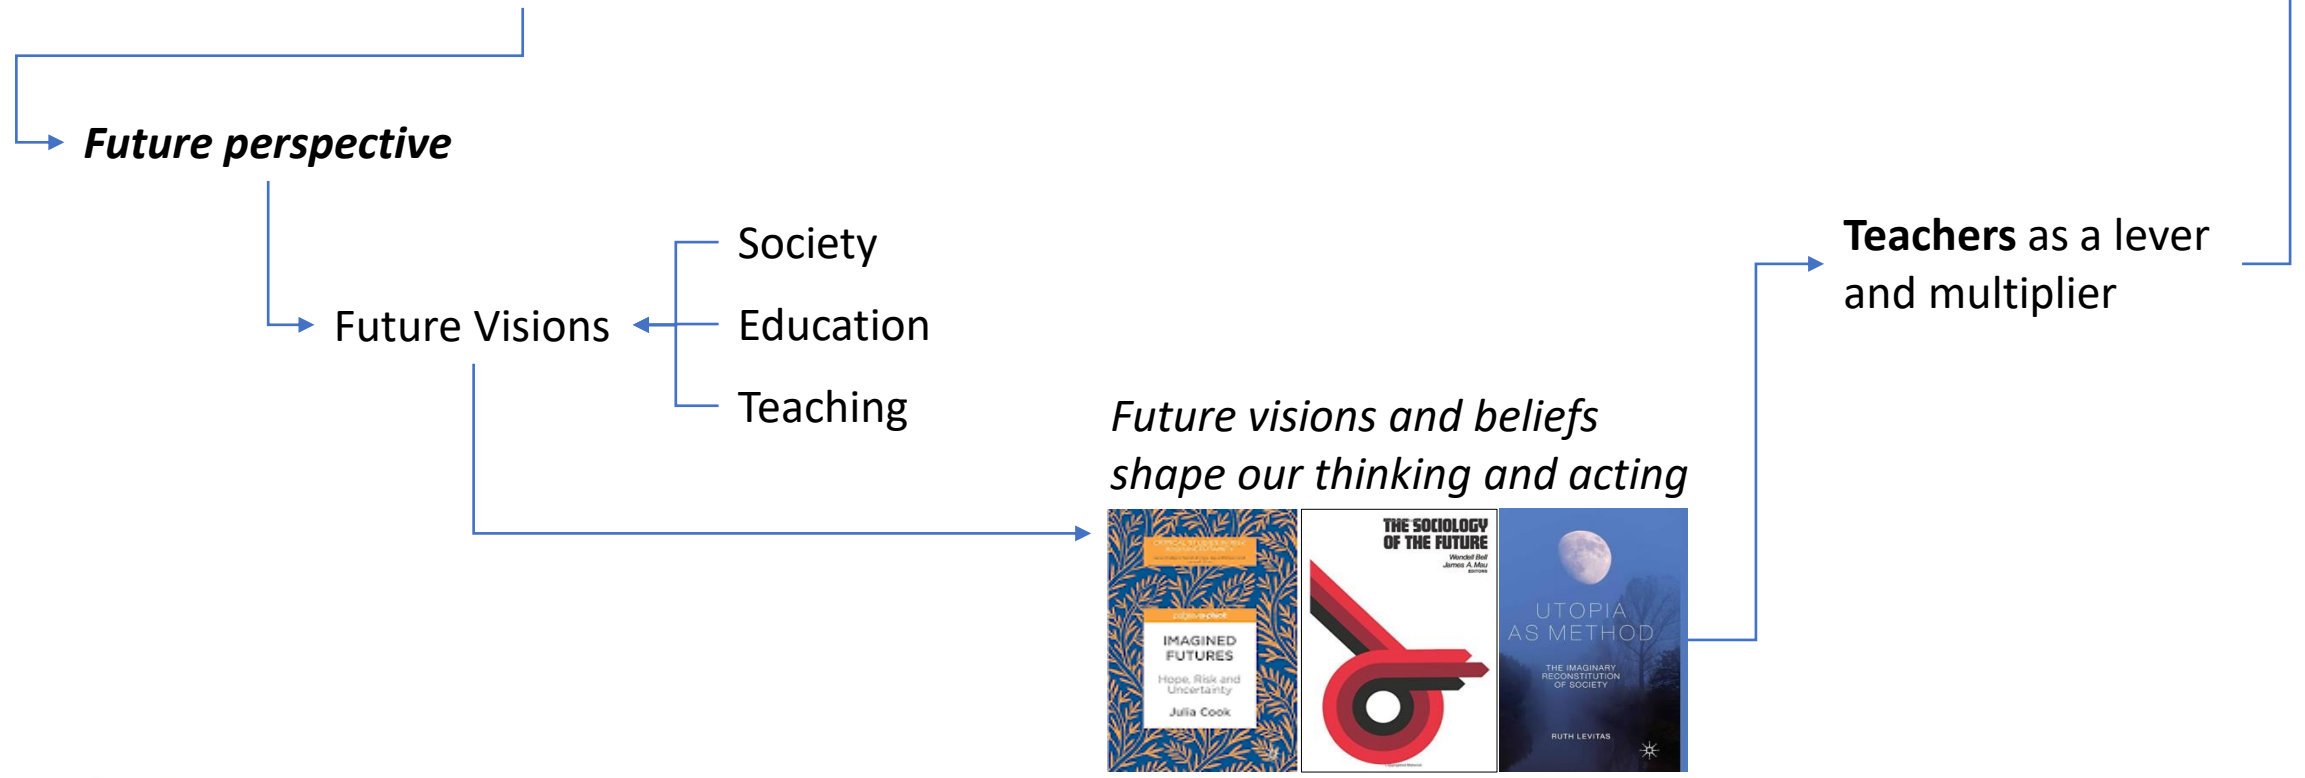 Future perspective
Society
Future Visions
Education
Teaching
Future visions and beliefs
shape our thinking and acting
IMAGINED
FUTURES
Hope, Risk and
Uncertainty
Julia Cook
THE SOCIOLOGY
OF THE FUTURE
Wendell Bell
James A. Mau
EDITORS
UTOPIA
AS METHOD
THE IMAGINARY
RECONSTITUTION
OF SOCIETY
RUTH LEVITAS
Teachers as a lever
and multiplier